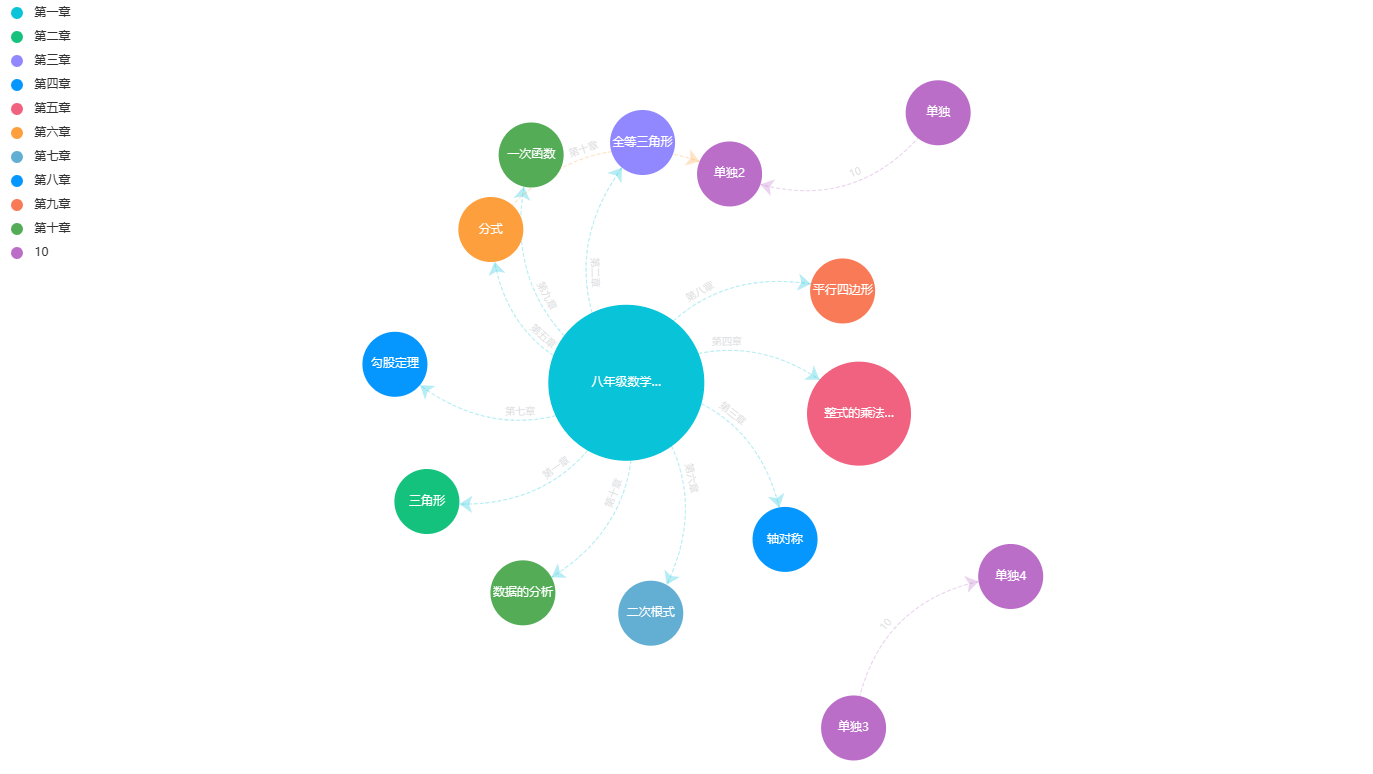 第一章
第二章
第三章
第四章
第五章
第六章
第七章
第八章
第九章
第十章
10
单独
一次函数
第十章
全等三角形
单独2
10
分式
第二章
第八章
平行四边形
第九章
第五章
第四章
勾股定理
八年级数学...
整式的乘法...
第七章
第三章
第一章
第六章
第十章
三角形
轴对称
数据的分析
二次根式
单独4
10
单独3